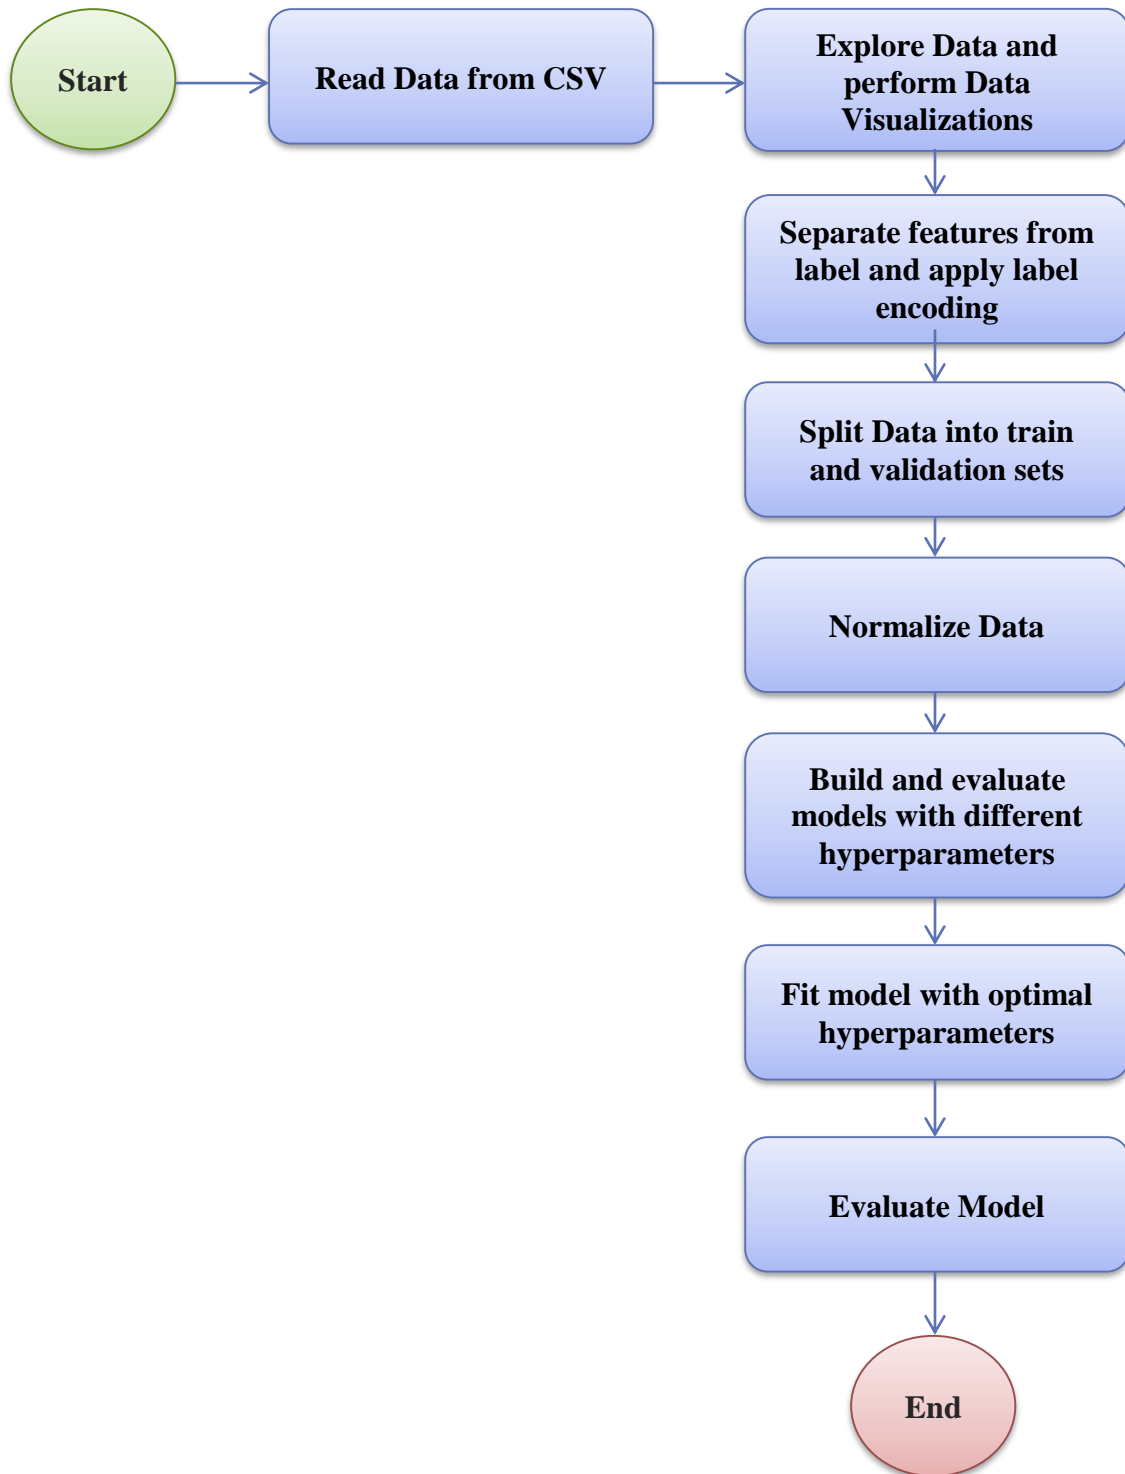 Start
Read Data from CSV
Explore Data and
perform Data
Visualizations
Separate features from
label and apply label
encoding
Split Data into train
and validation sets
Normalize Data
Build and evaluate
models with different
hyperparameters
Fit model with optimal
hyperparameters
Evaluate Model
End